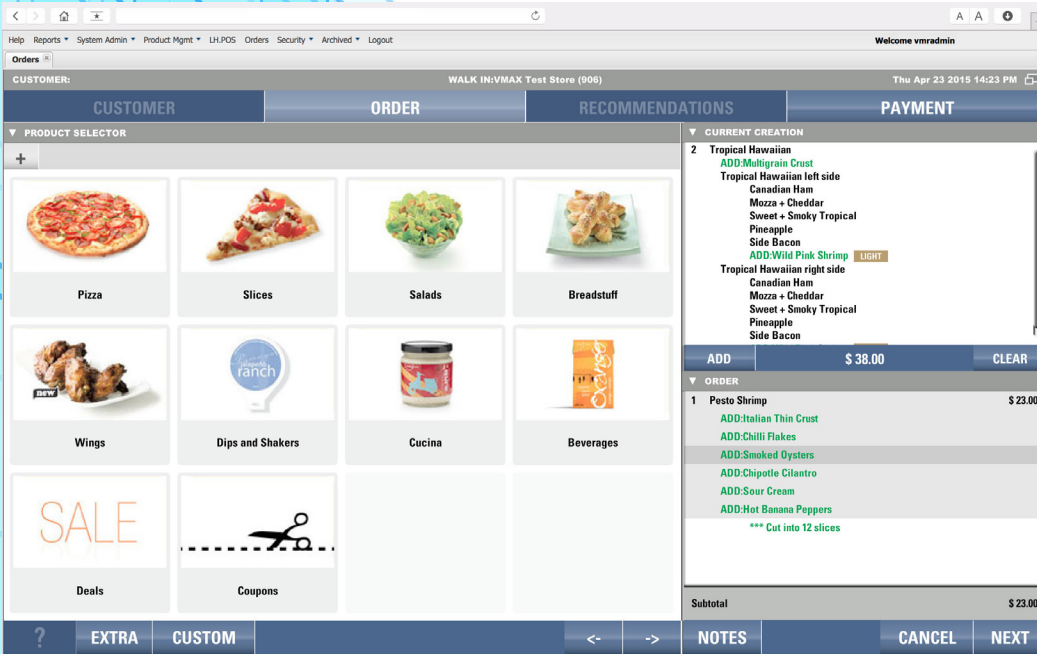 A A
Help Reports System Admin Product Mgmt LH.POS Orders Security Archived Logout Welcome vmradmin
Orders
CUSTOMER: WALK IN:VMAX Test Store (906) Thu Apr 23 2015 14:23 PM
CUSTOMER ORDER RECOMMENDATIONS PAYMENT
PRODUCT SELECTOR
+
Pizza Slices Salads Breadstuff
new
ranch
Wings Dips and Shakers Cucina Beverages
SALE
Deals Coupons
CURRENT CREATION
2 Tropical Hawaiian
ADD:Multigrain Crust
Tropical Hawaiian left side
Canadian Ham
Mozza + Cheddar
Sweet + Smoky Tropical
Pineapple
Side Bacon
ADD:Wild Pink Shrimp LIGHT
Tropical Hawaiian right side
Canadian Ham
Mozza + Cheddar
Sweet + Smoky Tropical
Pineapple
Side Bacon
ADD $ 38.00 CLEAR
ORDER
1 Pesto Shrimp $ 23.00
ADD:Italian Thin Crust
ADD:Chilli Flakes
ADD:Smoked Oysters
ADD:Chipotle Cilantro
ADD:Sour Cream
ADD:Hot Banana Peppers
*** Cut into 12 slices
Subtotal $ 23.00
? EXTRA CUSTOM <- -> NOTES CANCEL NEXT